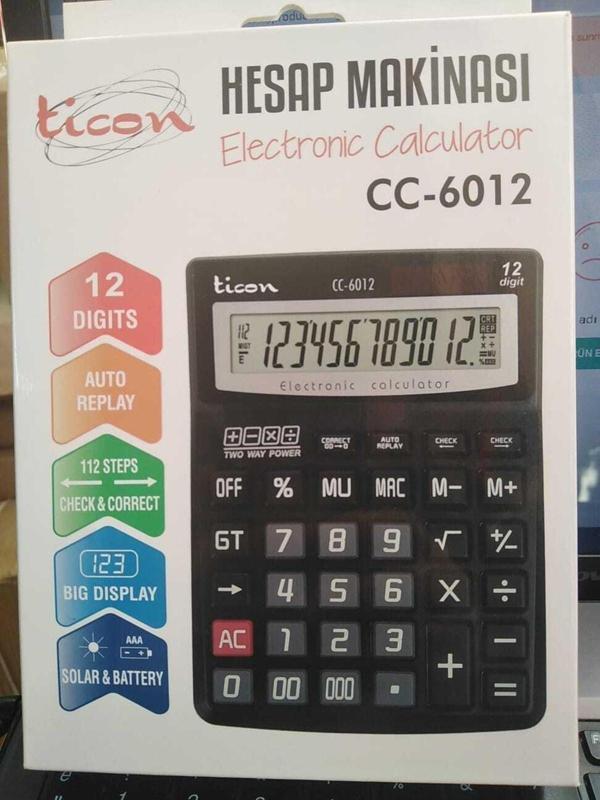 ticon
HESAP MAKİNASI
Electronic Calculator
CC-6012
12
DIGITS
AUTO
REPLAY
112 STEPS
CHECK & CORRECT
123
BIG DISPLAY
AAA
SOLAR & BATTERY
ticon
CC-6012
12
digit
112
E
123456789012.
Electronic calculator
+ - × ÷
TWO WAY POWER
CORRECT
AUTO
REPLAY
CHECK
CHECK
OFF % MU MRC M- M+
GT 7 8 9 √ +/-
→ 4 5 6 X ÷
AC 1 2 3 + -
0 00 000 . =